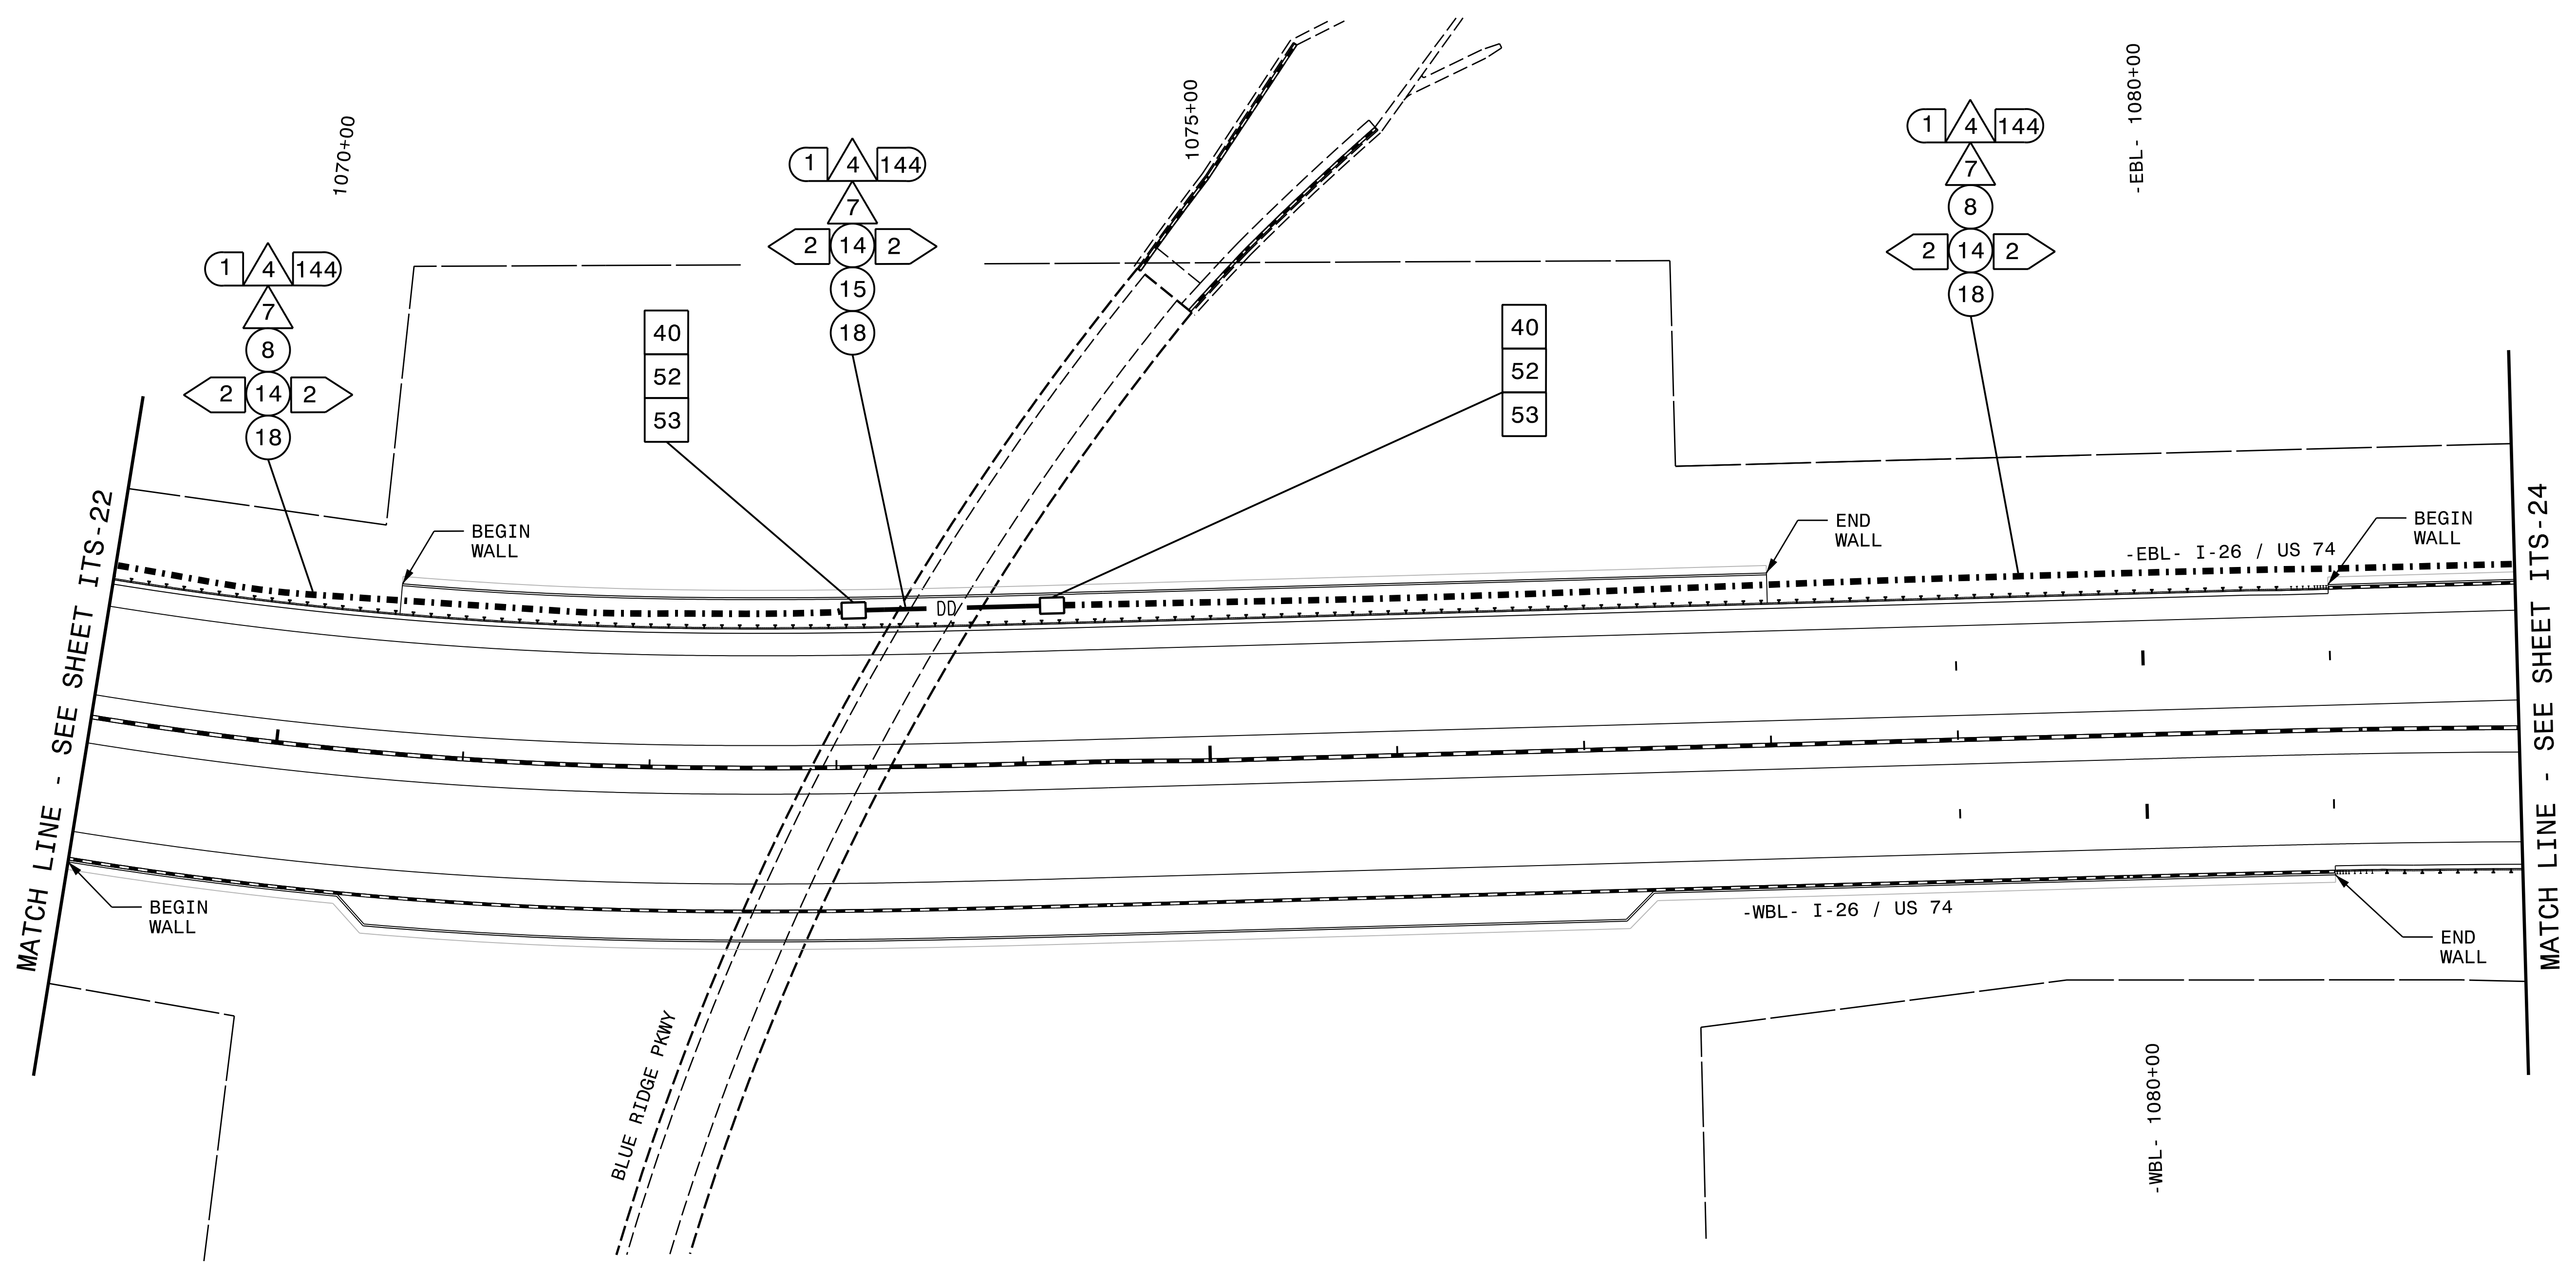 1070+00
1075+00
-EBL- 1080+00
1 4 144
7
8
2 14 2
18
1 4 144
7
2 14 2
15
18
1 4 144
7
8
2 14 2
18
40
52
53
40
52
53
BEGIN
WALL
END
WALL
BEGIN
WALL
-EBL- I-26 / US 74
DD
MATCH LINE - SEE SHEET ITS-22
MATCH LINE - SEE SHEET ITS-24
BEGIN
WALL
-WBL- I-26 / US 74
END
WALL
BLUE RIDGE PKWY
-WBL- 1080+00